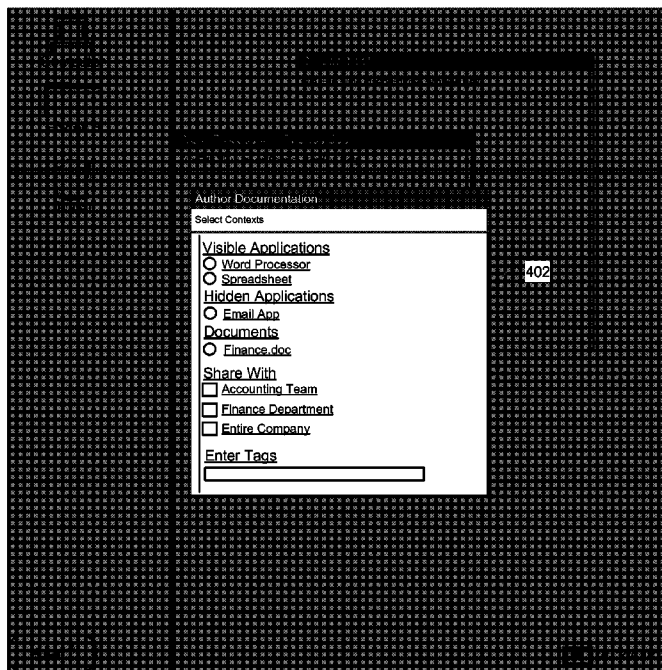 Author Documentation
Select Contexts
Visible Applications
Word Processor
Spreadsheet
Hidden Applications
Email App
Documents
Finance.doc
Share With
Accounting Team
Finance Department
Entire Company
Enter Tags
402